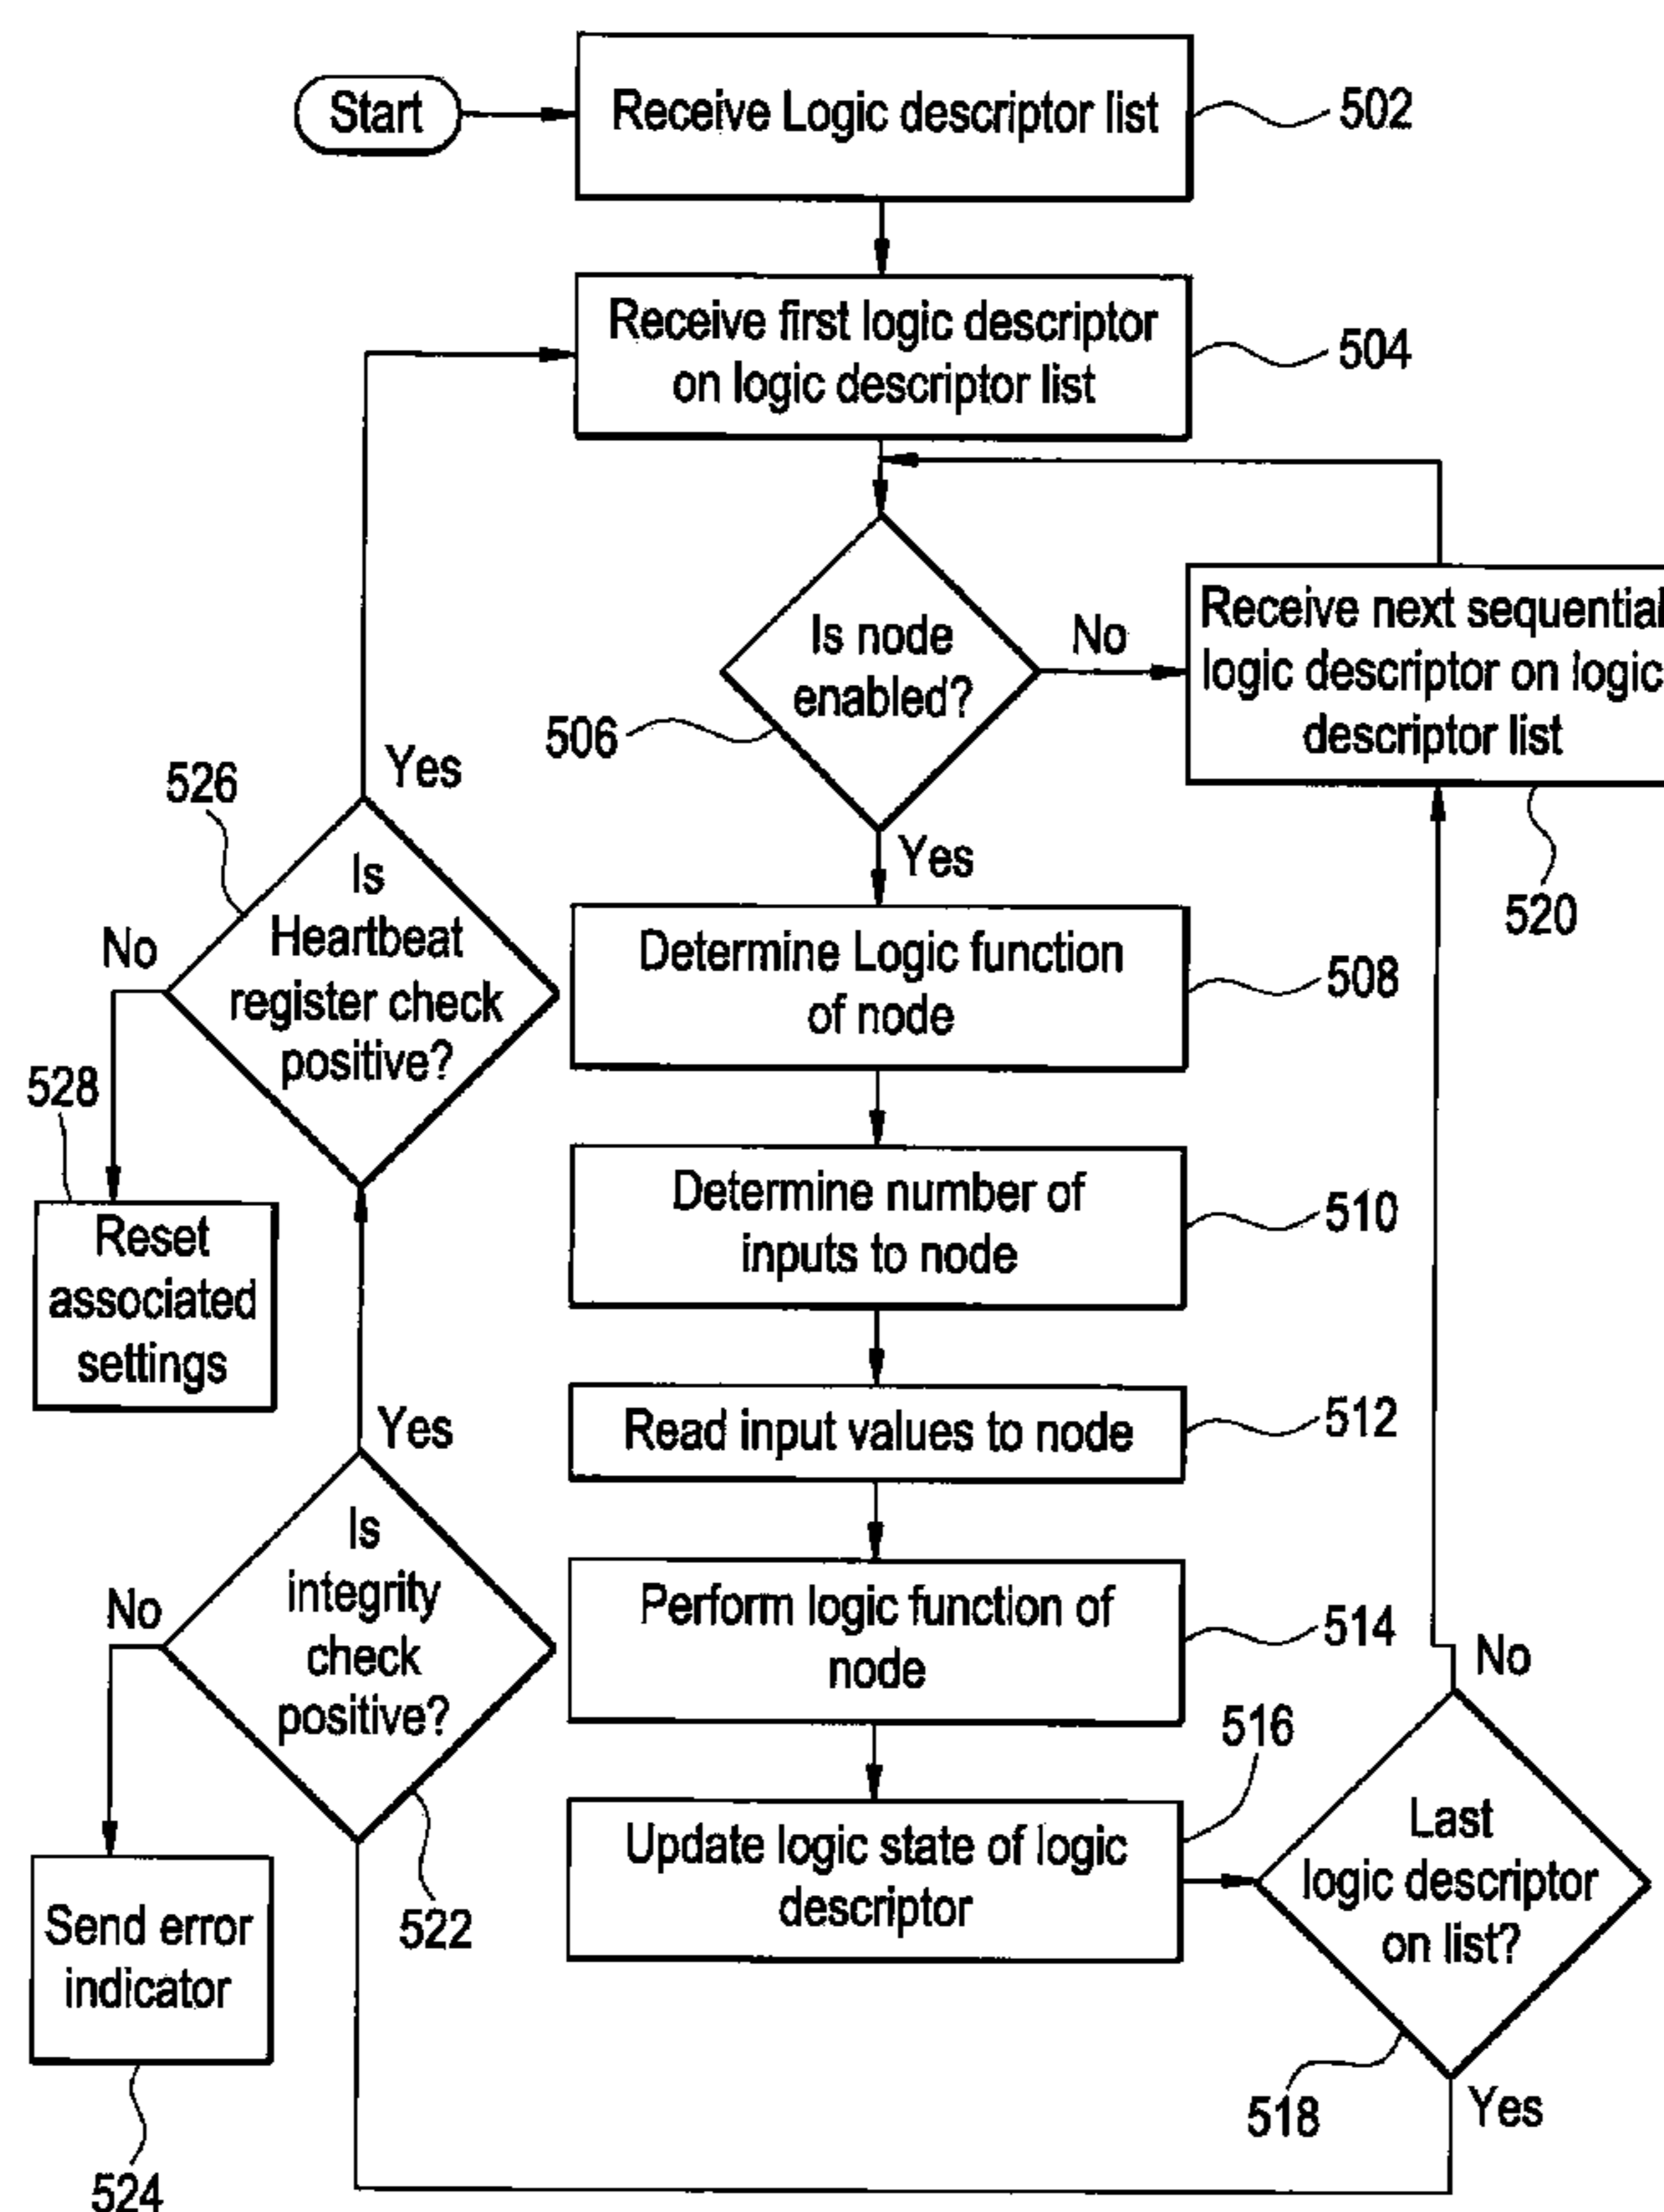 Start
Receive Logic descriptor list
502
Receive first logic descriptor
on logic descriptor list
504
Is node
enabled?
506
No
Receive next sequential
logic descriptor on logic
descriptor list
520
Yes
526
Yes
Is
Heartbeat
register check
positive?
No
528
Reset
associated
settings
Determine Logic function
of node
508
Determine number of
inputs to node
510
Read input values to node
512
Yes
Is
integrity
check
positive?
No
522
Send error
indicator
524
Perform logic function of
node
514
Update logic state of logic
descriptor
516
Last
logic descriptor
on list?
No
518
Yes